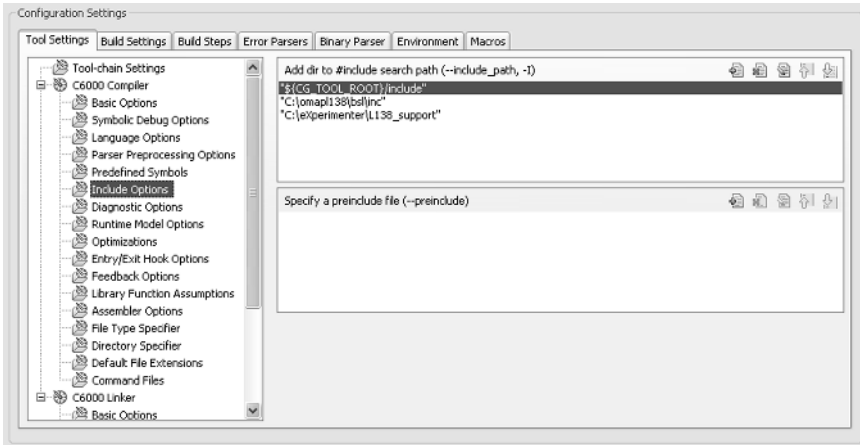 Configuration Settings
Tool Settings Build Settings Build Steps Error Parsers Binary Parser Environment Macros
Tool-chain Settings
C6000 Compiler
Basic Options
Symbolic Debug Options
Language Options
Parser Preprocessing Options
Predefined Symbols
Include Options
Diagnostic Options
Runtime Model Options
Optimizations
Entry/Exit Hook Options
Feedback Options
Library Function Assumptions
Assembler Options
File Type Specifier
Directory Specifier
Default File Extensions
Command Files
C6000 Linker
Basic Options
Add dir to #include search path (--include_path, -I)
"${CG_TOOL_ROOT}/include"
"C:\omapl138\bsl\inc"
"C:\eXperimenter\L138_support"
Specify a preinclude file (--preinclude)